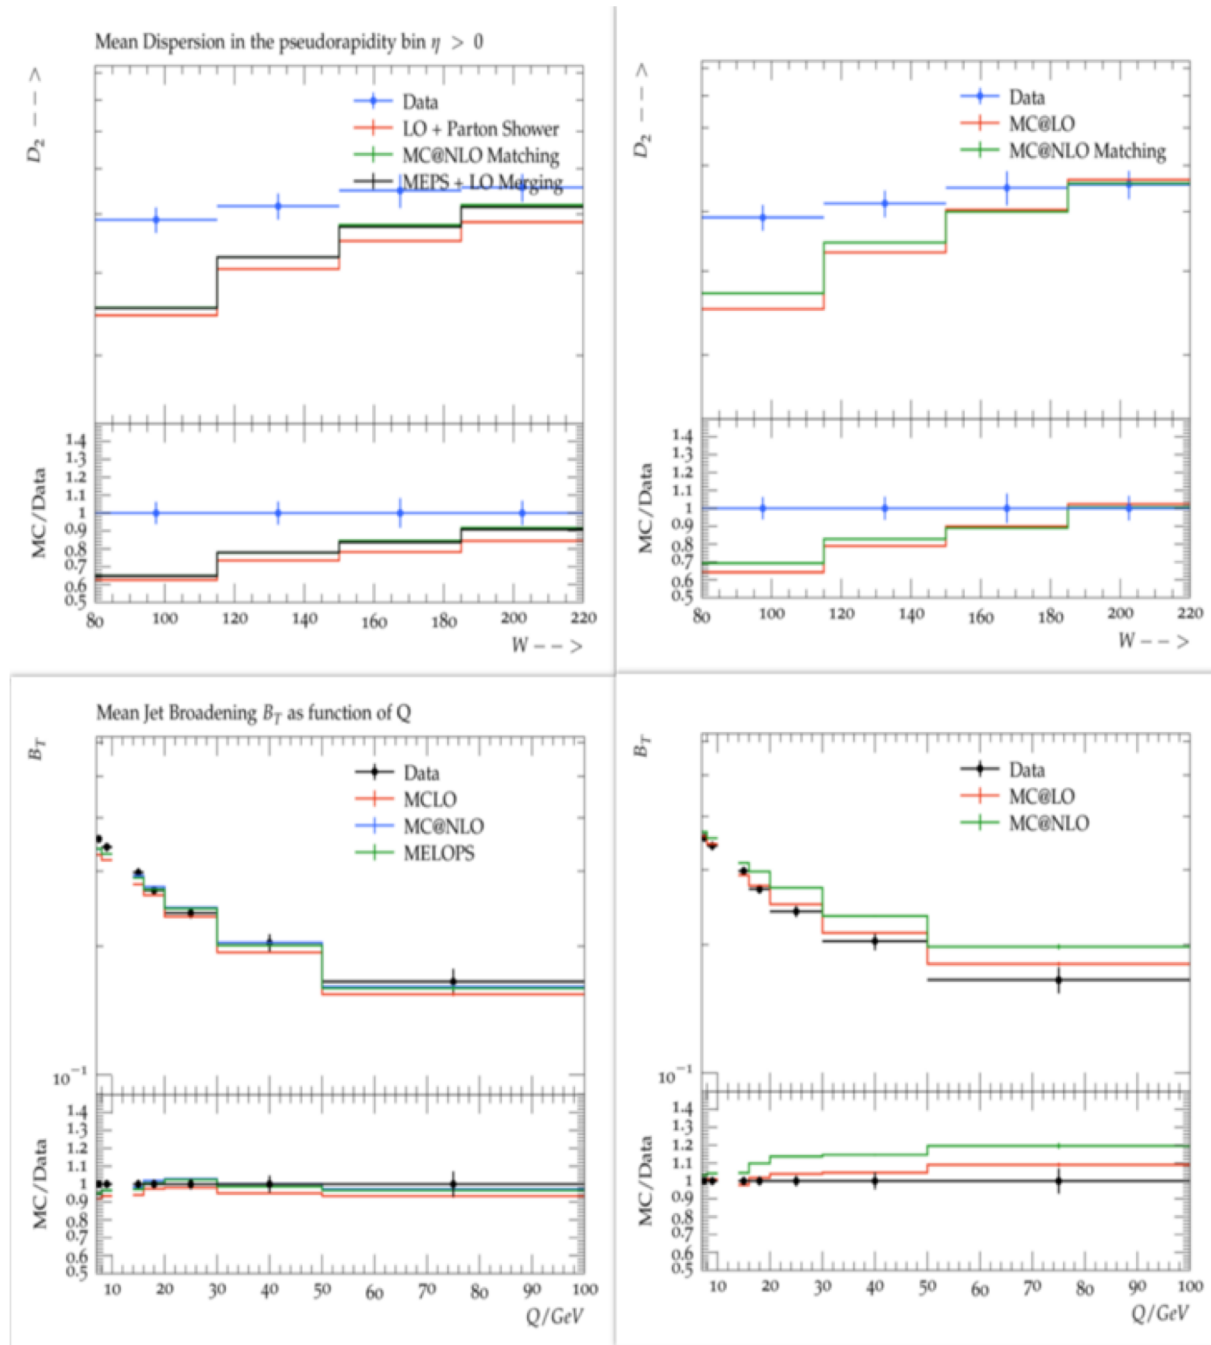 Mean Dispersion in the pseudorapidity bin η > 0
D₂ −−−>
Data
LO + Parton Shower
MC@NLO Matching
MEPS + LO Merging
MC/Data
1.4
1.3
1.2
1.1
1
0.9
0.8
0.7
0.6
0.5
80 100 120 140 160 180 200 220
W −− >
D₂ −−−>
Data
MC@LO
MC@NLO Matching
MC/Data
1.4
1.3
1.2
1.1
1
0.9
0.8
0.7
0.6
0.5
80 100 120 140 160 180 200 220
W −− >
Mean Jet Broadening B_T as function of Q
B_T
Data
MCLO
MC@NLO
MELOPS
10⁻¹
MC/Data
1.4
1.3
1.2
1.1
1
0.9
0.8
0.7
0.6
0.5
10 20 30 40 50 60 70 80 90 100
Q/GeV
B_T
Data
MC@LO
MC@NLO
10⁻¹
MC/Data
1.4
1.3
1.2
1.1
1
0.9
0.8
0.7
0.6
0.5
10 20 30 40 50 60 70 80 90 100
Q/GeV